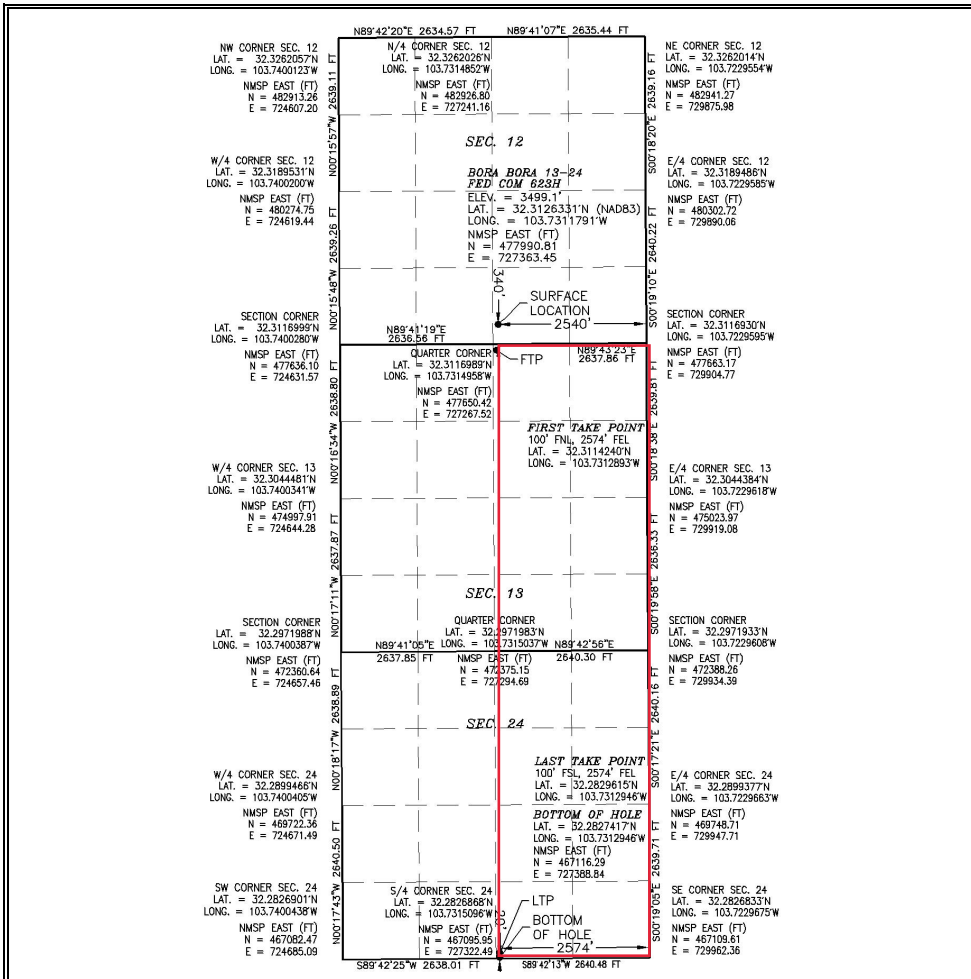 N89°42'20"E 2634.57 FT
N89°41'07"E 2635.44 FT
NW CORNER SEC. 12
LAT. = 32.3262057'N
LONG. = 103.7400123'W
NMSP EAST (FT)
N = 482913.26
E = 724607.20
N/4 CORNER SEC. 12
LAT. = 32.3262026'N
LONG. = 103.7314852'W
NMSP EAST (FT)
N = 482926.80
E = 727241.16
NE CORNER SEC. 12
LAT. = 32.3262014'N
LONG. = 103.7229554'W
NMSP EAST (FT)
N = 482941.27
E = 729875.98
N00°15'57"W 2639.11 FT
S00°18'20"E 2639.16 FT
SEC. 12
W/4 CORNER SEC. 12
LAT. = 32.3189531'N
LONG. = 103.7400200'W
NMSP EAST (FT)
N = 480274.75
E = 724619.44
BORA BORA 13-24
FED COM 623H
ELEV. = 3499.1'
LAT. = 32.3126331'N (NAD83)
LONG. = 103.7311791'W
NMSP EAST (FT)
N = 477990.81
E = 727363.45
E/4 CORNER SEC. 12
LAT. = 32.3189486'N
LONG. = 103.7229585'W
NMSP EAST (FT)
N = 480302.72
E = 729890.06
N00°15'48"W 2639.26 FT
S00°19'10"E 2640.22 FT
340'
SURFACE
LOCATION
2540'
SECTION CORNER
LAT. = 32.3116999'N
LONG. = 103.7400280'W
NMSP EAST (FT)
N = 477636.10
E = 724631.57
N89°41'19"E
2636.56 FT
QUARTER CORNER
LAT. = 32.3116989'N
LONG. = 103.7314958'W
NMSP EAST (FT)
N = 477650.42
E = 727267.52
FTP
N89°43'23"E
2637.86 FT
SECTION CORNER
LAT. = 32.3116930'N
LONG. = 103.7229595'W
NMSP EAST (FT)
N = 477663.17
E = 729904.77
N00°16'34"W 2638.80 FT
S00°18'38"E 2639.81 FT
FIRST TAKE POINT
100' FNL, 2574' FEL
LAT. = 32.3114240'N
LONG. = 103.7312893'W
W/4 CORNER SEC. 13
LAT. = 32.3044481'N
LONG. = 103.7400341'W
NMSP EAST (FT)
N = 474997.91
E = 724644.28
E/4 CORNER SEC. 13
LAT. = 32.3044461'N
LONG. = 103.7229618'W
NMSP EAST (FT)
N = 475023.97
E = 729919.08
N00°17'11"W 2637.87 FT
S00°19'58"E 2636.33 FT
SEC. 13
SECTION CORNER
LAT. = 32.2971988'N
LONG. = 103.7400387'W
NMSP EAST (FT)
N = 472360.64
E = 724657.46
QUARTER CORNER
LAT. = 32.2971983'N
LONG. = 103.7315037'W
NMSP EAST (FT)
N = 472375.15
E = 727294.69
N89°41'05"E
2637.85 FT
N89°42'56"E
2640.30 FT
SECTION CORNER
LAT. = 32.2971933'N
LONG. = 103.7229608'W
NMSP EAST (FT)
N = 472388.26
E = 729934.39
N00°18'17"W 2638.89 FT
S00°17'21"E 2640.16 FT
SEC. 24
W/4 CORNER SEC. 24
LAT. = 32.2899466'N
LONG. = 103.7400405'W
NMSP EAST (FT)
N = 469722.36
E = 724671.49
LAST TAKE POINT
100' FSL, 2574' FEL
LAT. = 32.2829615'N
LONG. = 103.7312946'W
BOTTOM OF HOLE
LAT. = 32.2827417'N
LONG. = 103.7312946'W
NMSP EAST (FT)
N = 467116.29
E = 727388.84
E/4 CORNER SEC. 24
LAT. = 32.2899377'N
LONG. = 103.7229663'W
NMSP EAST (FT)
N = 469748.71
E = 729947.71
N00°17'43"W 2640.50 FT
S00°19'05"E 2639.71 FT
SW CORNER SEC. 24
LAT. = 32.2826901'N
LONG. = 103.7400438'W
NMSP EAST (FT)
N = 467082.47
E = 724685.09
S/4 CORNER SEC. 24
LAT. = 32.2826868'N
LONG. = 103.7315096'W
NMSP EAST (FT)
N = 467095.95
E = 727322.49
LTP
BOTTOM
OF HOLE
20'
2574'
SE CORNER SEC. 24
LAT. = 32.2826833'N
LONG. = 103.7229675'W
NMSP EAST (FT)
N = 467109.61
E = 729962.36
S89°42'25"W 2638.01 FT
S89°42'13"W 2640.48 FT